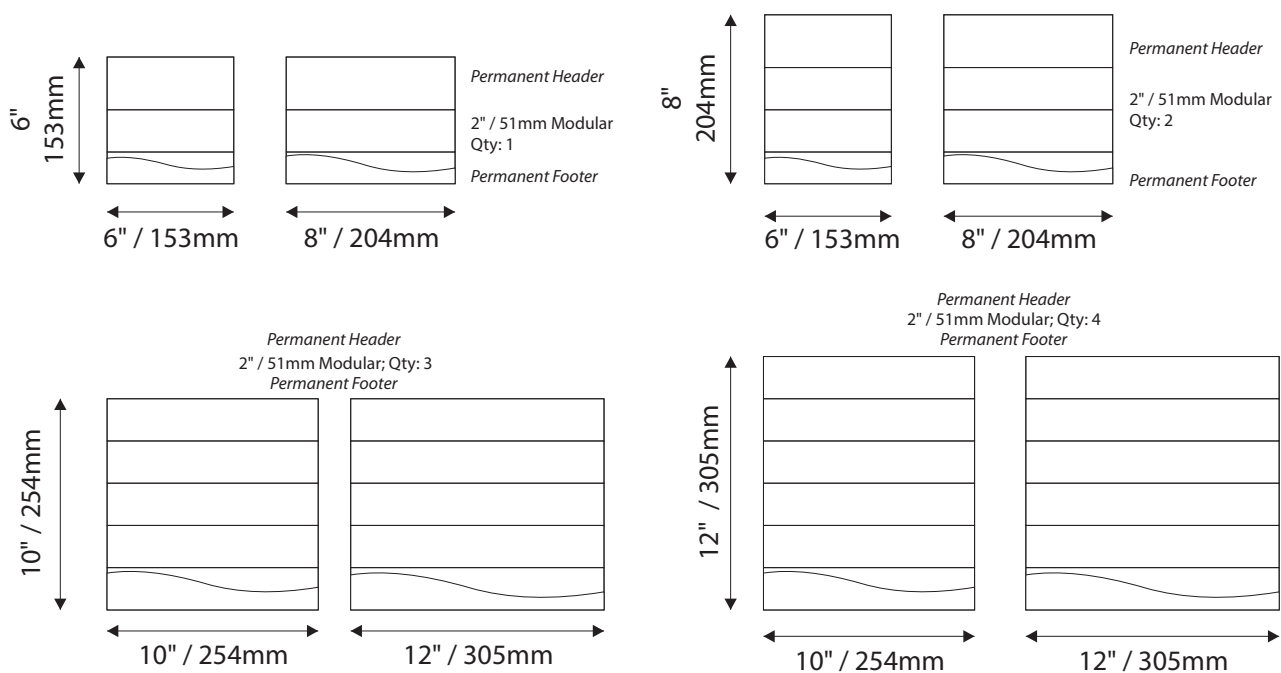 6"
153mm
Permanent Header
2" / 51mm Modular
Qty: 1
Permanent Footer
6" / 153mm
8" / 204mm
8"
204mm
Permanent Header
2" / 51mm Modular
Qty: 2
Permanent Footer
6" / 153mm
8" / 204mm
Permanent Header
2" / 51mm Modular; Qty: 3
Permanent Footer
10" / 254mm
10" / 254mm
12" / 305mm
Permanent Header
2" / 51mm Modular; Qty: 4
Permanent Footer
12" / 305mm
10" / 254mm
12" / 305mm